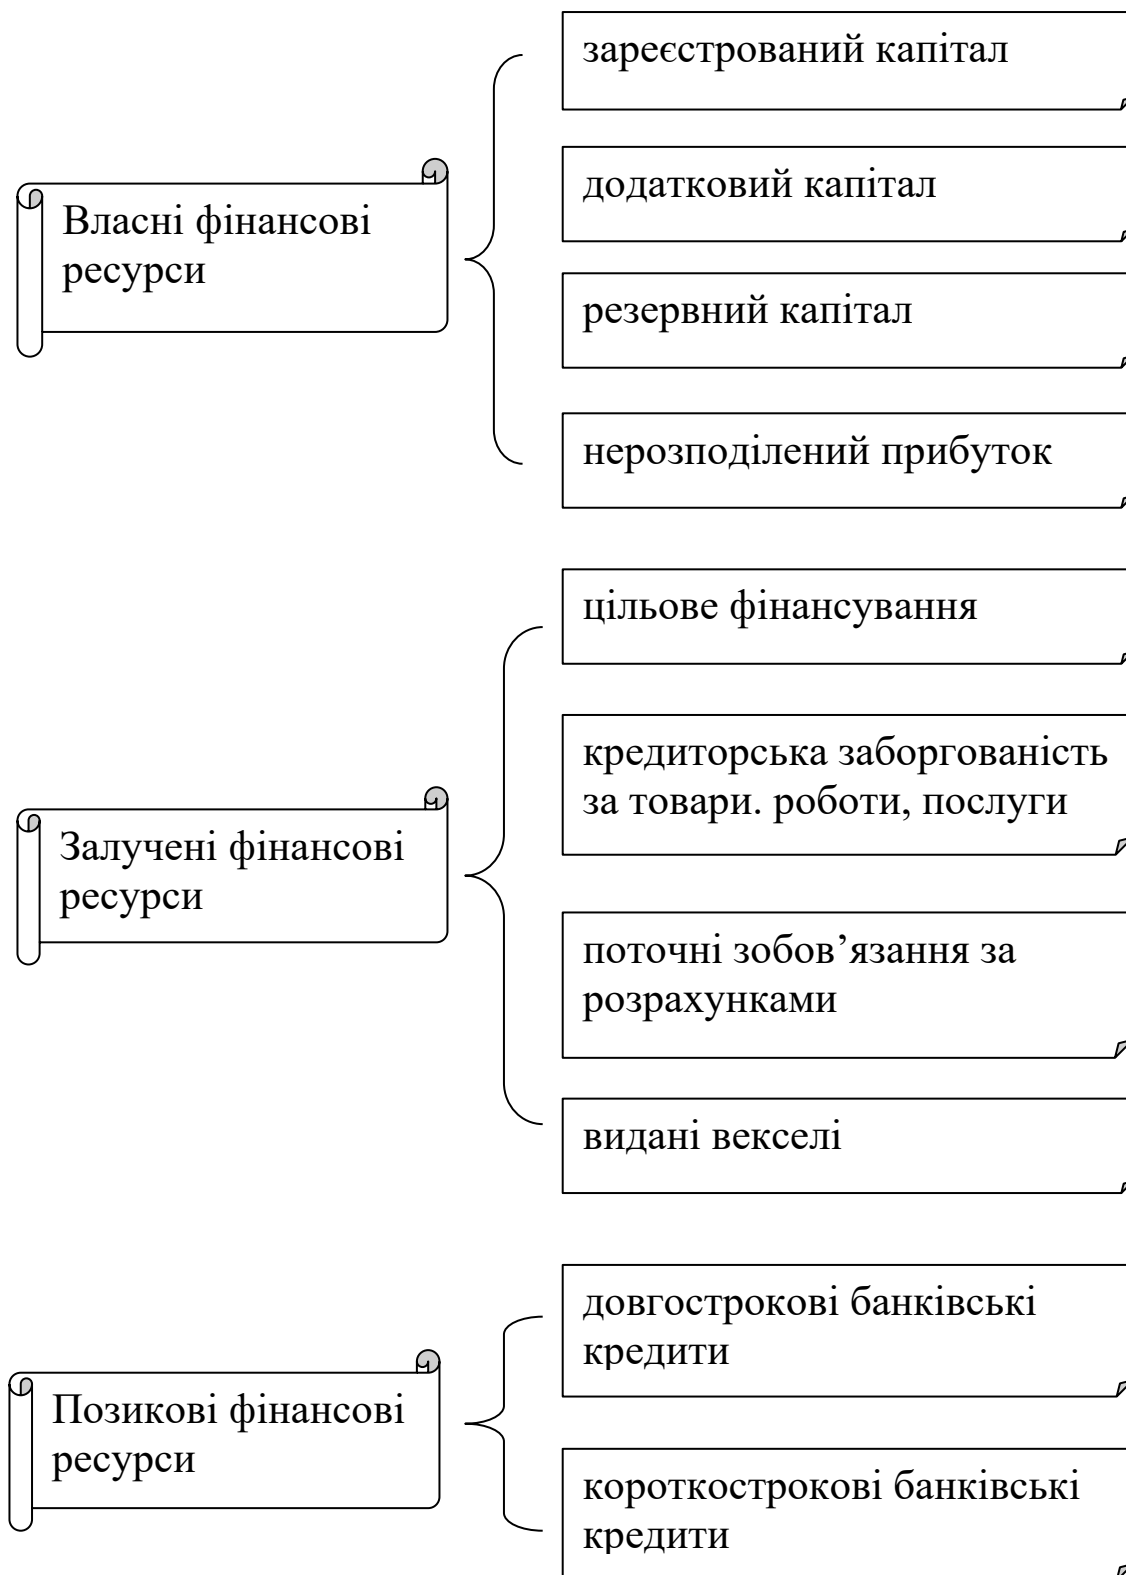 Власні фінансові
ресурси
зареєстрований капітал
додатковий капітал
резервний капітал
нерозподілений прибуток
Залучені фінансові
ресурси
цільове фінансування
кредиторська заборгованість
за товари. роботи, послуги
поточні зобов’язання за
розрахунками
видані векселі
Позикові фінансові
ресурси
довгострокові банківські
кредити
короткострокові банківські
кредити